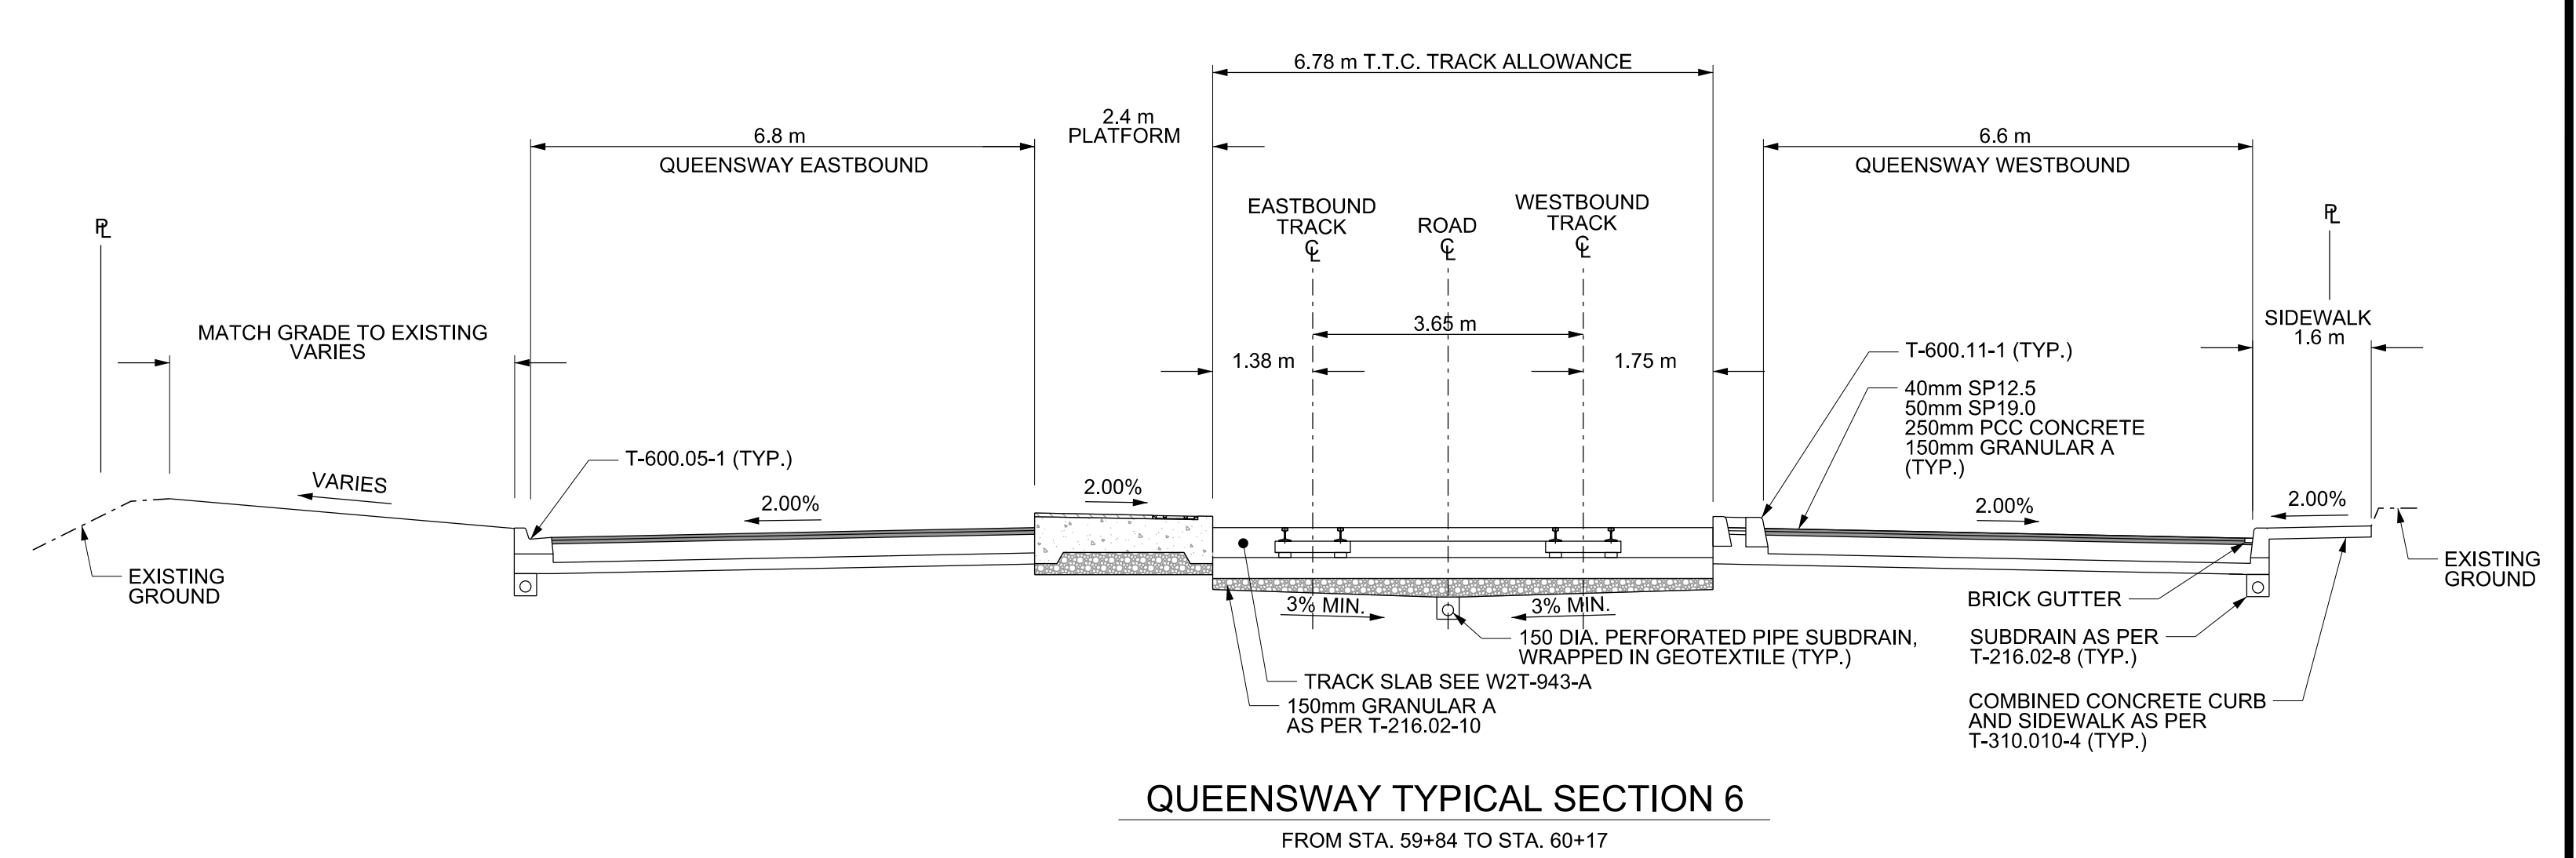 6.78 m T.T.C. TRACK ALLOWANCE
2.4 m
PLATFORM
6.8 m
QUEENSWAY EASTBOUND
6.6 m
QUEENSWAY WESTBOUND
EASTBOUND
TRACK
℄
ROAD
℄
WESTBOUND
TRACK
℄
PL
PL
MATCH GRADE TO EXISTING
VARIES
3.65 m
1.38 m
1.75 m
SIDEWALK
1.6 m
T-600.11-1 (TYP.)
40mm SP12.5
50mm SP19.0
250mm PCC CONCRETE
150mm GRANULAR A
(TYP.)
T-600.05-1 (TYP.)
VARIES
2.00%
2.00%
2.00%
2.00%
EXISTING
GROUND
3% MIN.
3% MIN.
150 DIA. PERFORATED PIPE SUBDRAIN,
WRAPPED IN GEOTEXTILE (TYP.)
TRACK SLAB SEE W2T-943-A
150mm GRANULAR A
AS PER T-216.02-10
BRICK GUTTER
SUBDRAIN AS PER
T-216.02-8 (TYP.)
COMBINED CONCRETE CURB
AND SIDEWALK AS PER
T-310.010-4 (TYP.)
EXISTING
GROUND
QUEENSWAY TYPICAL SECTION 6
FROM STA. 59+84 TO STA. 60+17